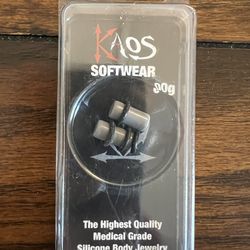 KAOS
SOFTWEAR
00g
The Highest Quality
Medical Grade
Silicone Body Jewelry